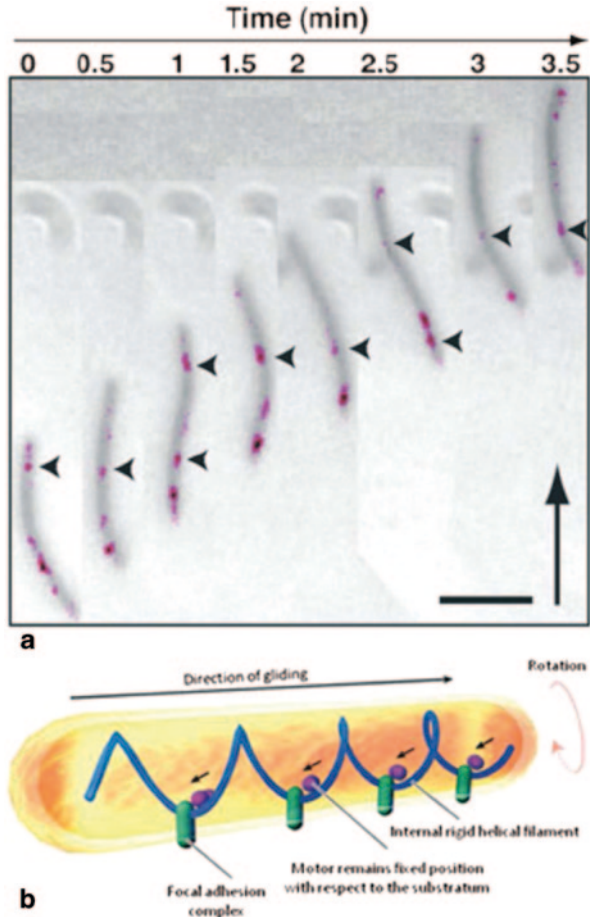 Time (min)
0 0.5 1 1.5 2 2.5 3 3.5
a
Direction of gliding
Rotation
Internal rigid helical filament
Motor remains fixed position
with respect to the substratum
Focal adhesion
complex
b